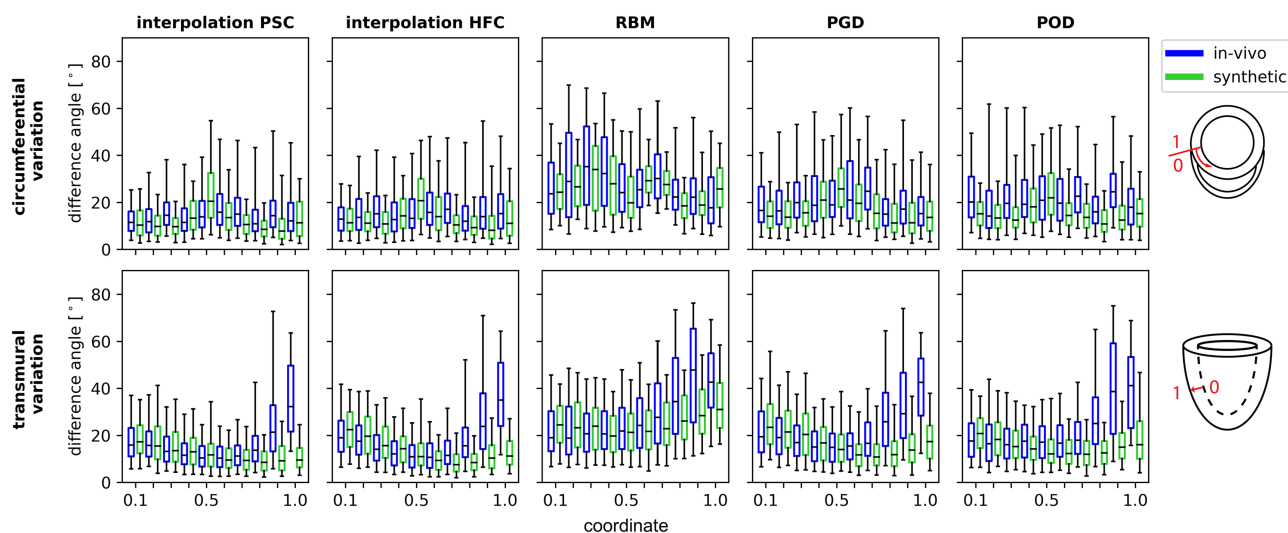 interpolation PSC interpolation HFC RBM PGD POD
circumferential
variation
difference angle [°]
80
60
40
20
0
in-vivo
synthetic
1
0
transmural
variation
difference angle [°]
80
60
40
20
0
1 0
0.1 0.5 1.0 0.1 0.5 1.0 0.1 0.5 1.0 0.1 0.5 1.0 0.1 0.5 1.0
coordinate